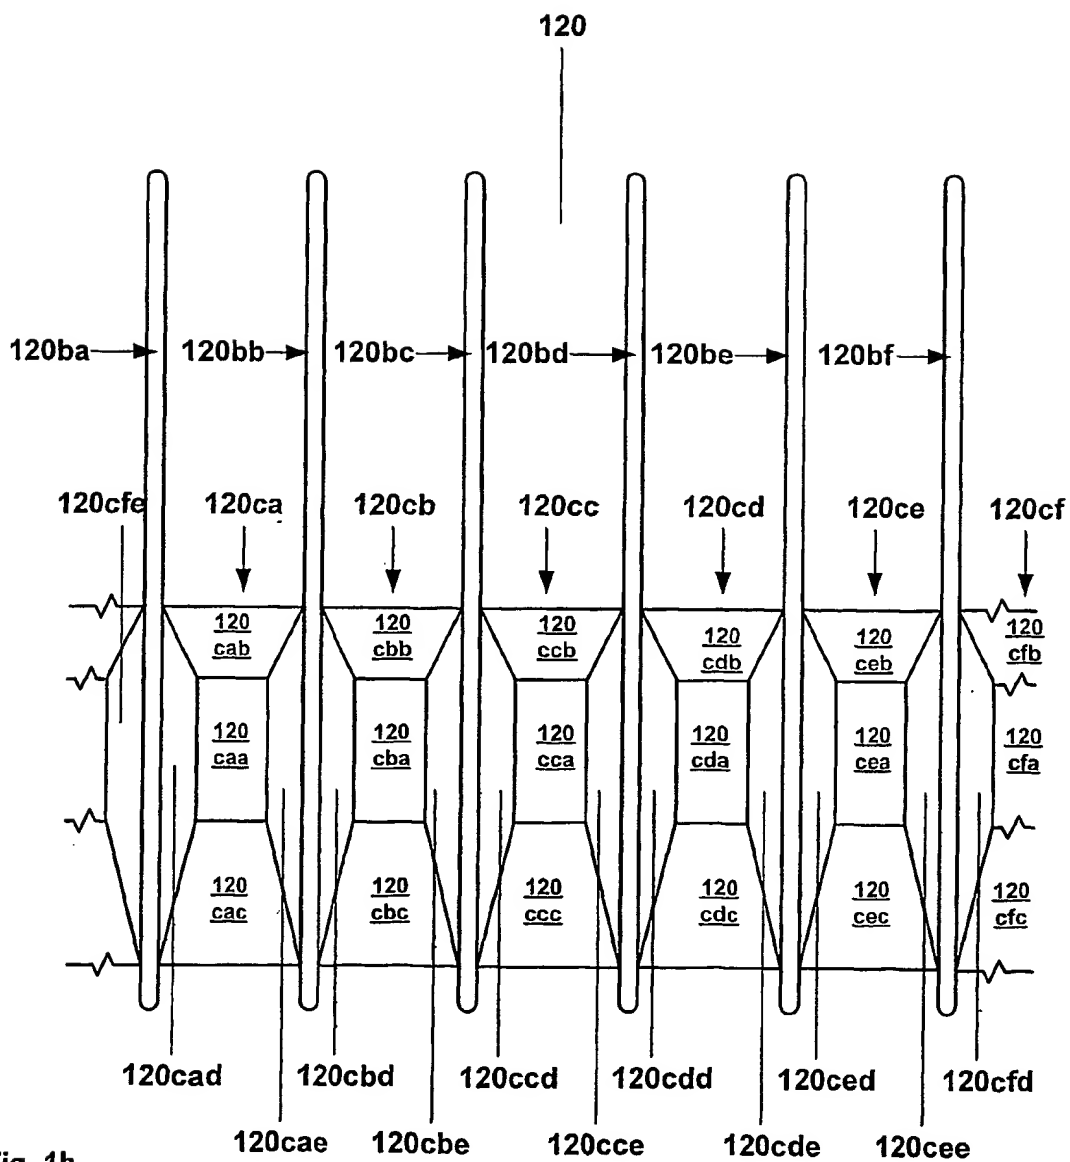 120
120ba 120bb 120bc 120bd 120be 120bf
120cfe 120ca 120cb 120cc 120cd 120ce 120cf
120 120 120 120 120 120
cab cbb ccb cdb ceb cfb
120 120 120 120 120 120
caa cba cca cda cea cfa
120 120 120 120 120 120
cac cbc ccc cdc cec cfc
120cad 120cbd 120ccd 120cdd 120ced 120cfd
120cae 120cbe 120cce 120cde 120cee